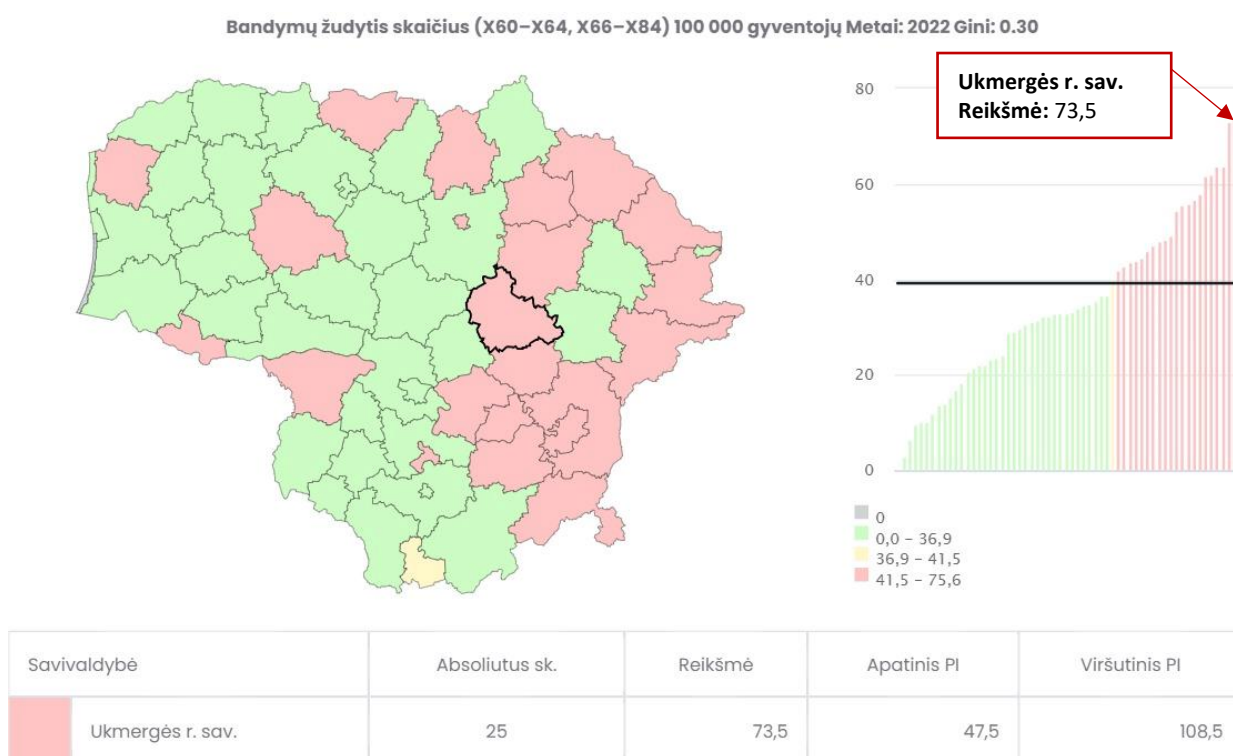 Bandymų žudytis skaičius (X60–X64, X66–X84) 100 000 gyventojų Metai: 2022 Gini: 0.30
Ukmergės r. sav.
Reikšmė: 73,5
80
60
40
20
0
0
0,0 – 36,9
36,9 – 41,5
41,5 – 75,6
Savivaldybė Absoliutus sk. Reikšmė Apatinis PI Viršutinis PI
Ukmergės r. sav. 25 73,5 47,5 108,5